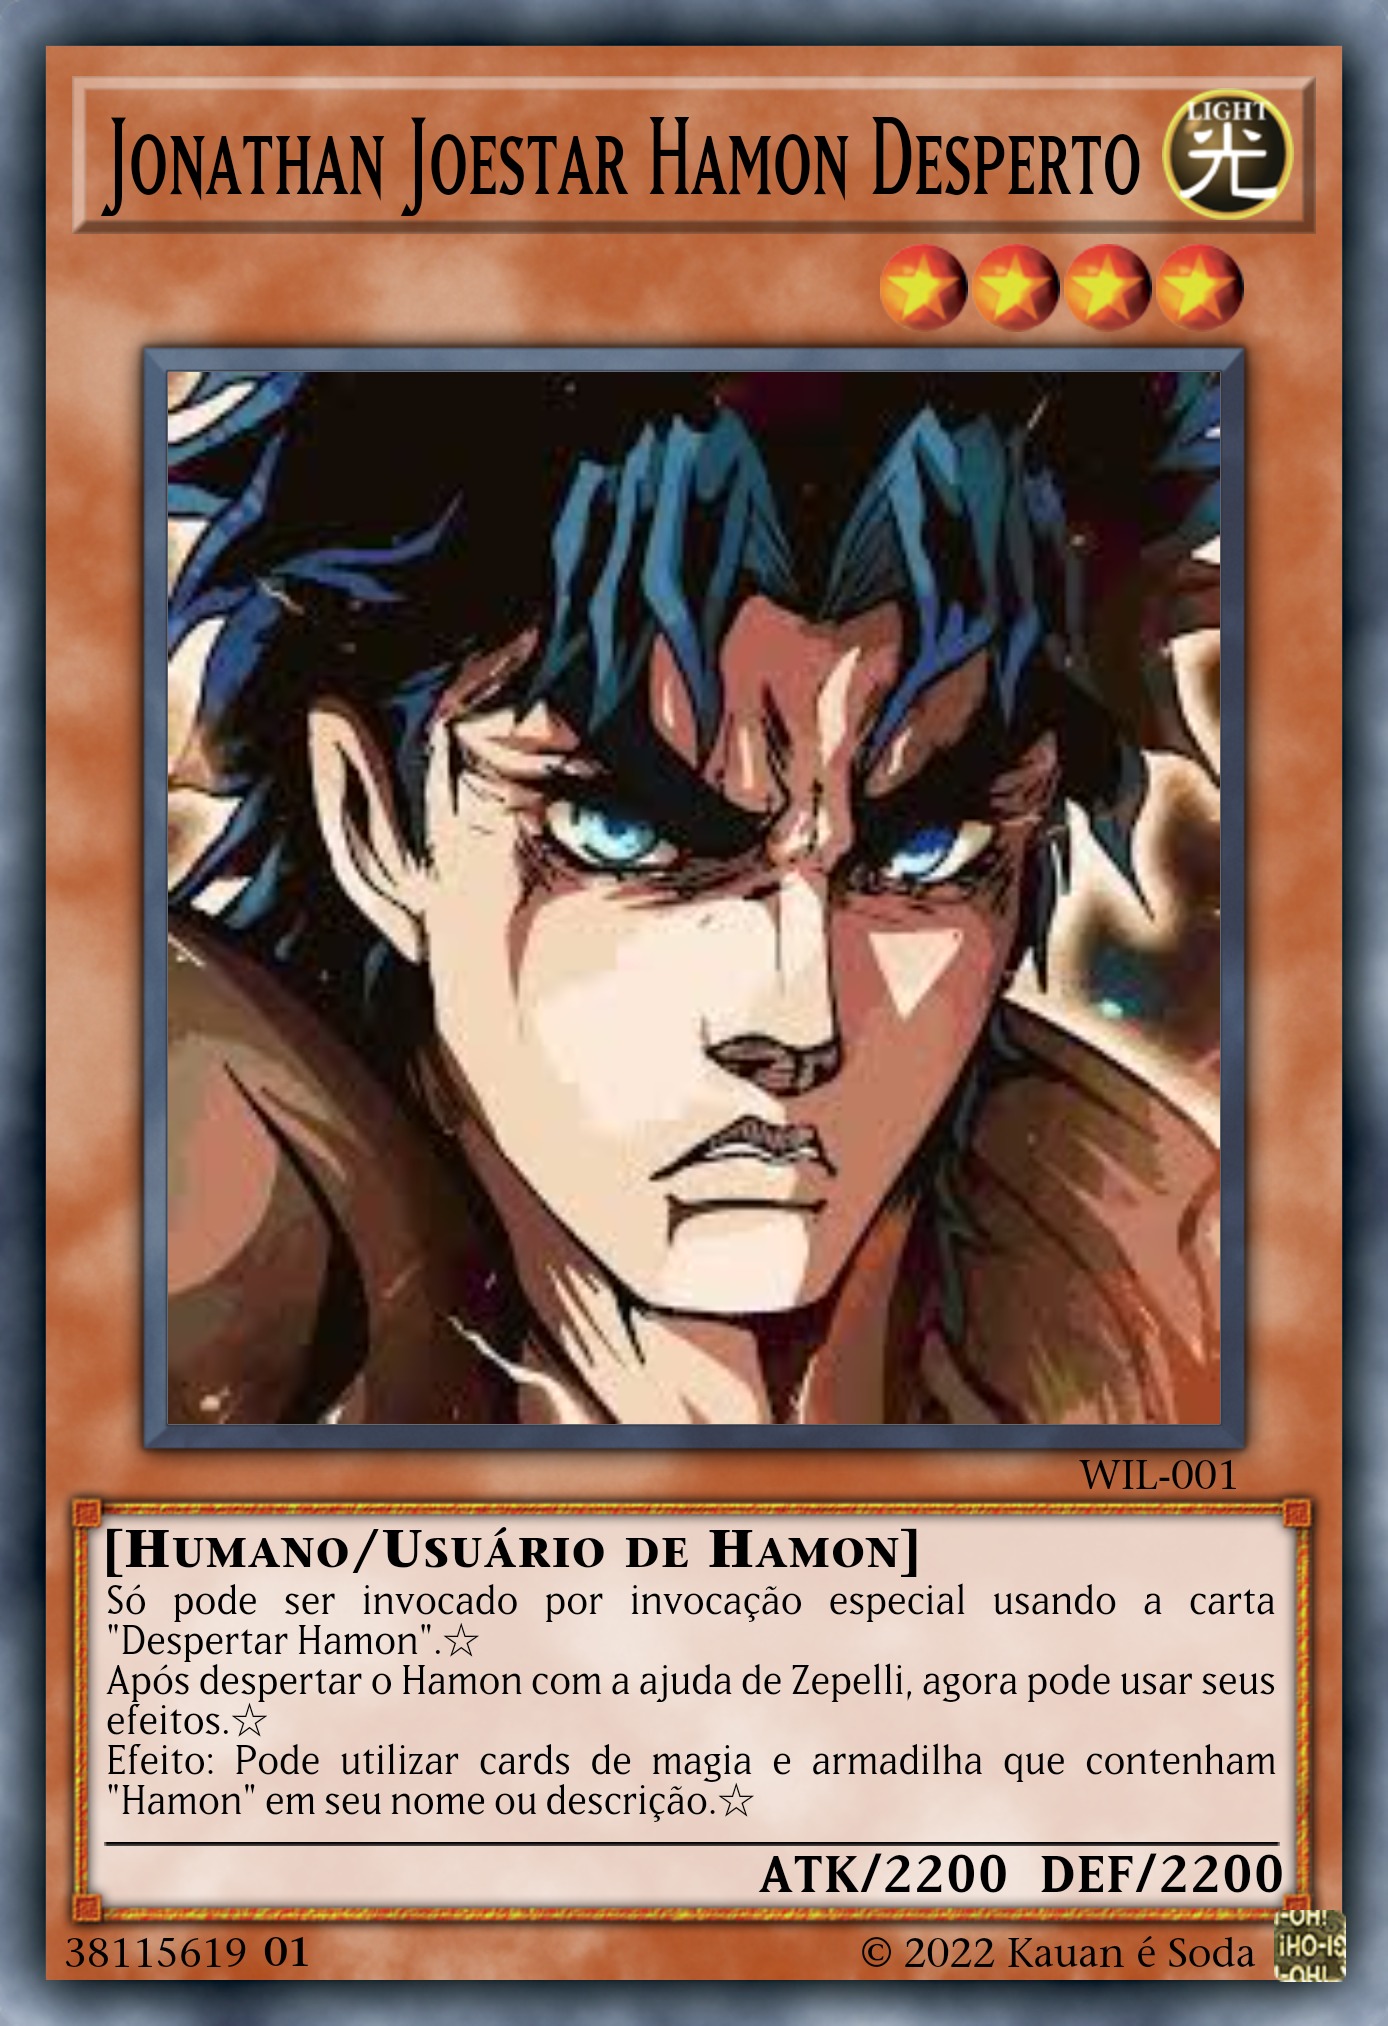 JONATHAN JOESTAR HAMON DESPERTO
LIGHT
光
WIL-001
[HUMANO/USUÁRIO DE HAMON]
Só pode ser invocado por invocação especial usando a carta
"Despertar Hamon".☆
Após despertar o Hamon com a ajuda de Zepelli, agora pode usar seus
efeitos.☆
Efeito: Pode utilizar cards de magia e armadilha que contenham
"Hamon" em seu nome ou descrição.☆
ATK/2200 DEF/2200
38115619 01
© 2022 Kauan é Soda